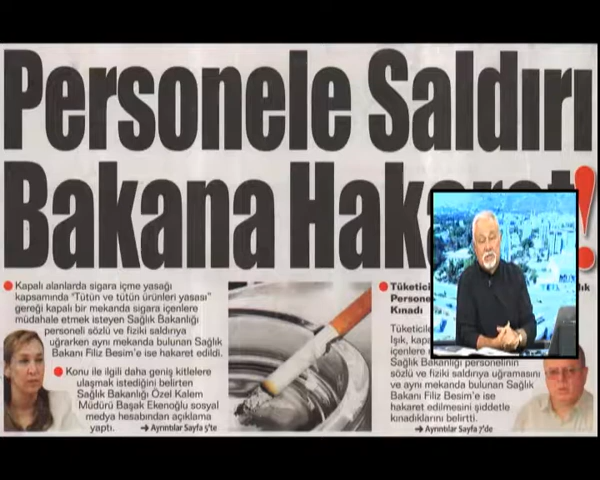 Personele Saldırı
Bakana Hakaret!
Kapalı alanlarda sigara içme yasağı
kapsamında "Tütün ve tütün ürünleri yasası"
gereği kapalı bir mekanda sigara içenlere
müdahale etmek isteyen Sağlık Bakanlığı
personeli sözlü ve fiziki saldırıya
uğrarken aynı mekanda bulunan Sağlık
Bakanı Filiz Besim'e ise hakaret edildi.
Konu ile ilgili daha geniş kitlelere
ulaşmak istediğini belirten
Sağlık Bakanlığı Özel Kalem
Müdürü Başak Ekenoğlu sosyal
medya hesabından açıklama
yaptı.
Ayrıntılar Sayfa 5'te
Tüketici
Persone
Kınadı
Tüketicile
Işık, kapa
içenlere
Sağlık Bakanlığı personelinin
sözlü ve fiziki saldırıya uğramasını
ve aynı mekanda bulunan Sağlık
Bakanı Filiz Besim'e ise
hakaret edilmesini şiddetle
kınadıklarını belirtti.
Ayrıntılar Sayfa 7'de